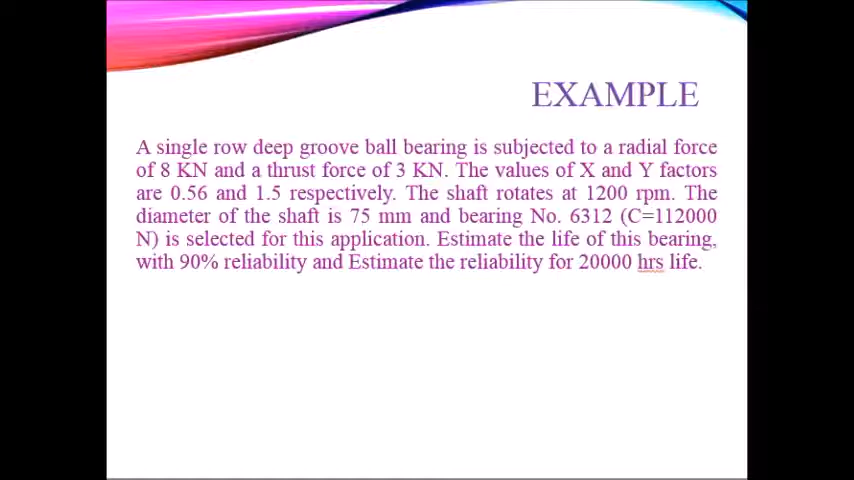 EXAMPLE
A single row deep groove ball bearing is subjected to a radial force
of 8 KN and a thrust force of 3 KN. The values of X and Y factors
are 0.56 and 1.5 respectively. The shaft rotates at 1200 rpm. The
diameter of the shaft is 75 mm and bearing No. 6312 (C=112000
N) is selected for this application. Estimate the life of this bearing,
with 90% reliability and Estimate the reliability for 20000 hrs life.